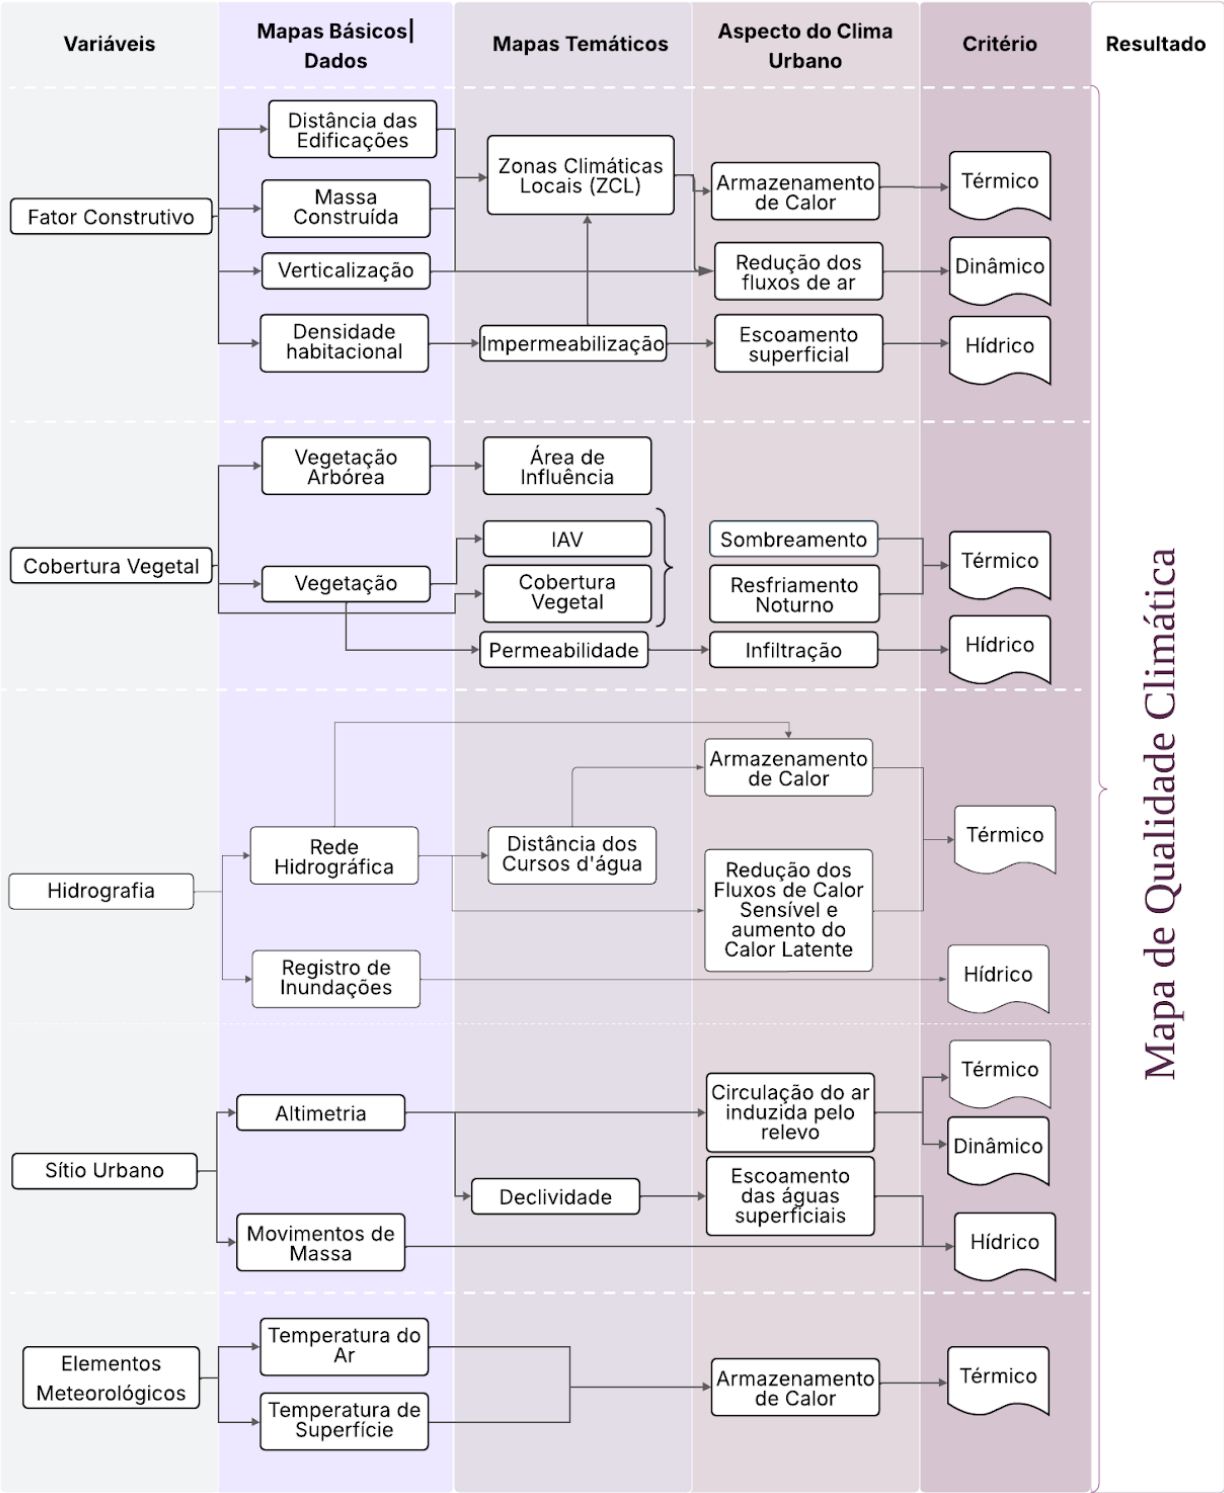 Variáveis
Mapas Básicos|
Dados
Mapas Temáticos
Aspecto do Clima
Urbano
Critério
Resultado
Fator Construtivo
Distância das
Edificações
Massa
Construída
Verticalização
Densidade
habitacional
Zonas Climáticas
Locais (ZCL)
Impermeabilização
Armazenamento
de Calor
Redução dos
fluxos de ar
Escoamento
superficial
Térmico
Dinâmico
Hídrico
Cobertura Vegetal
Vegetação
Arbórea
Vegetação
Área de
Influência
IAV
Cobertura
Vegetal
Permeabilidade
Sombreamento
Resfriamento
Noturno
Infiltração
Térmico
Hídrico
Hidrografia
Rede
Hidrográfica
Registro de
Inundações
Distância dos
Cursos d'água
Armazenamento
de Calor
Redução dos
Fluxos de Calor
Sensível e
aumento do
Calor Latente
Térmico
Hídrico
Sítio Urbano
Altimetria
Movimentos de
Massa
Declividade
Circulação do ar
induzida pelo
relevo
Escoamento
das águas
superficiais
Térmico
Dinâmico
Hídrico
Elementos
Meteorológicos
Temperatura do
Ar
Temperatura de
Superfície
Armazenamento
de Calor
Térmico
Mapa de Qualidade Climática